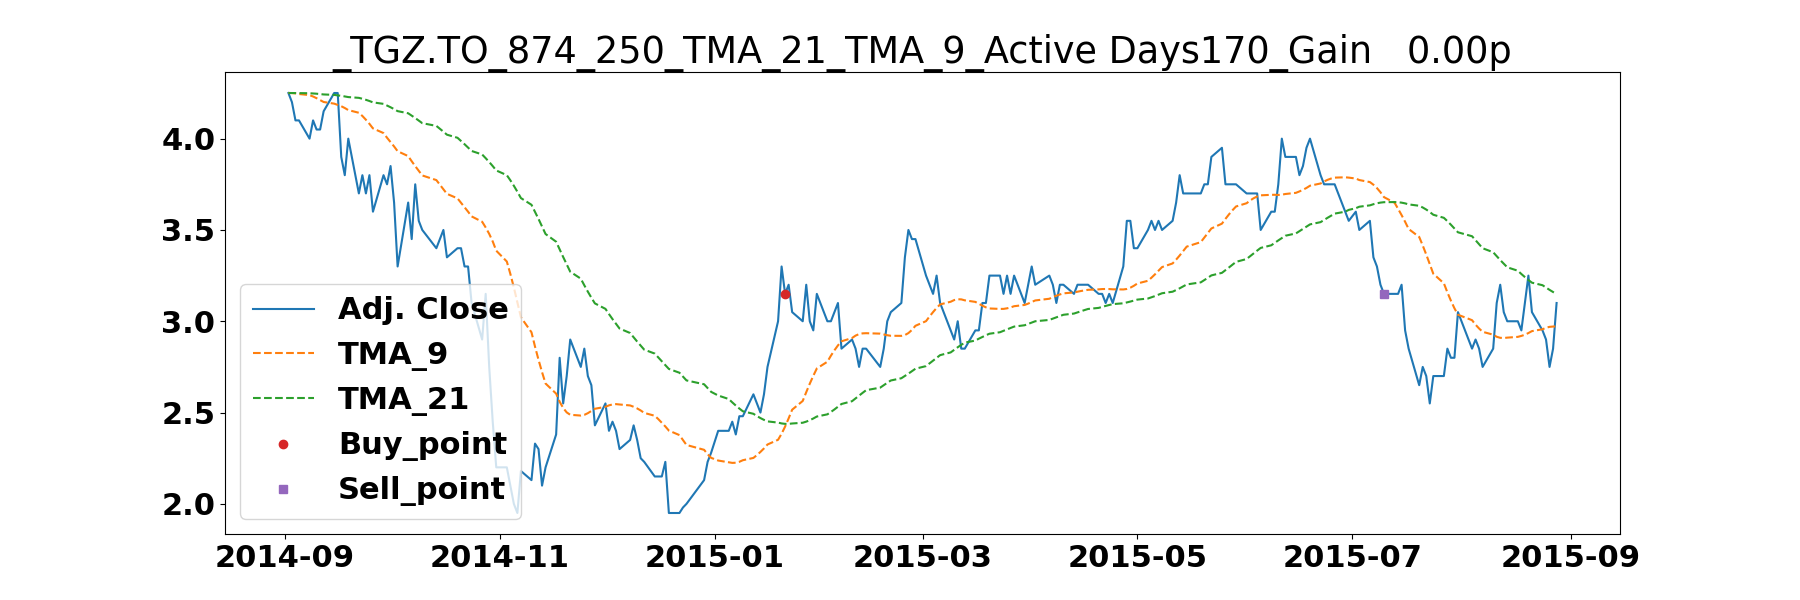 _TGZ.TO_874_250_TMA_21_TMA_9_Active Days170_Gain   0.00p
4.0
3.5
3.0
2.5
2.0
Adj. Close
TMA_9
TMA_21
Buy_point
Sell_point
2014-09 2014-11 2015-01 2015-03 2015-05 2015-07 2015-09